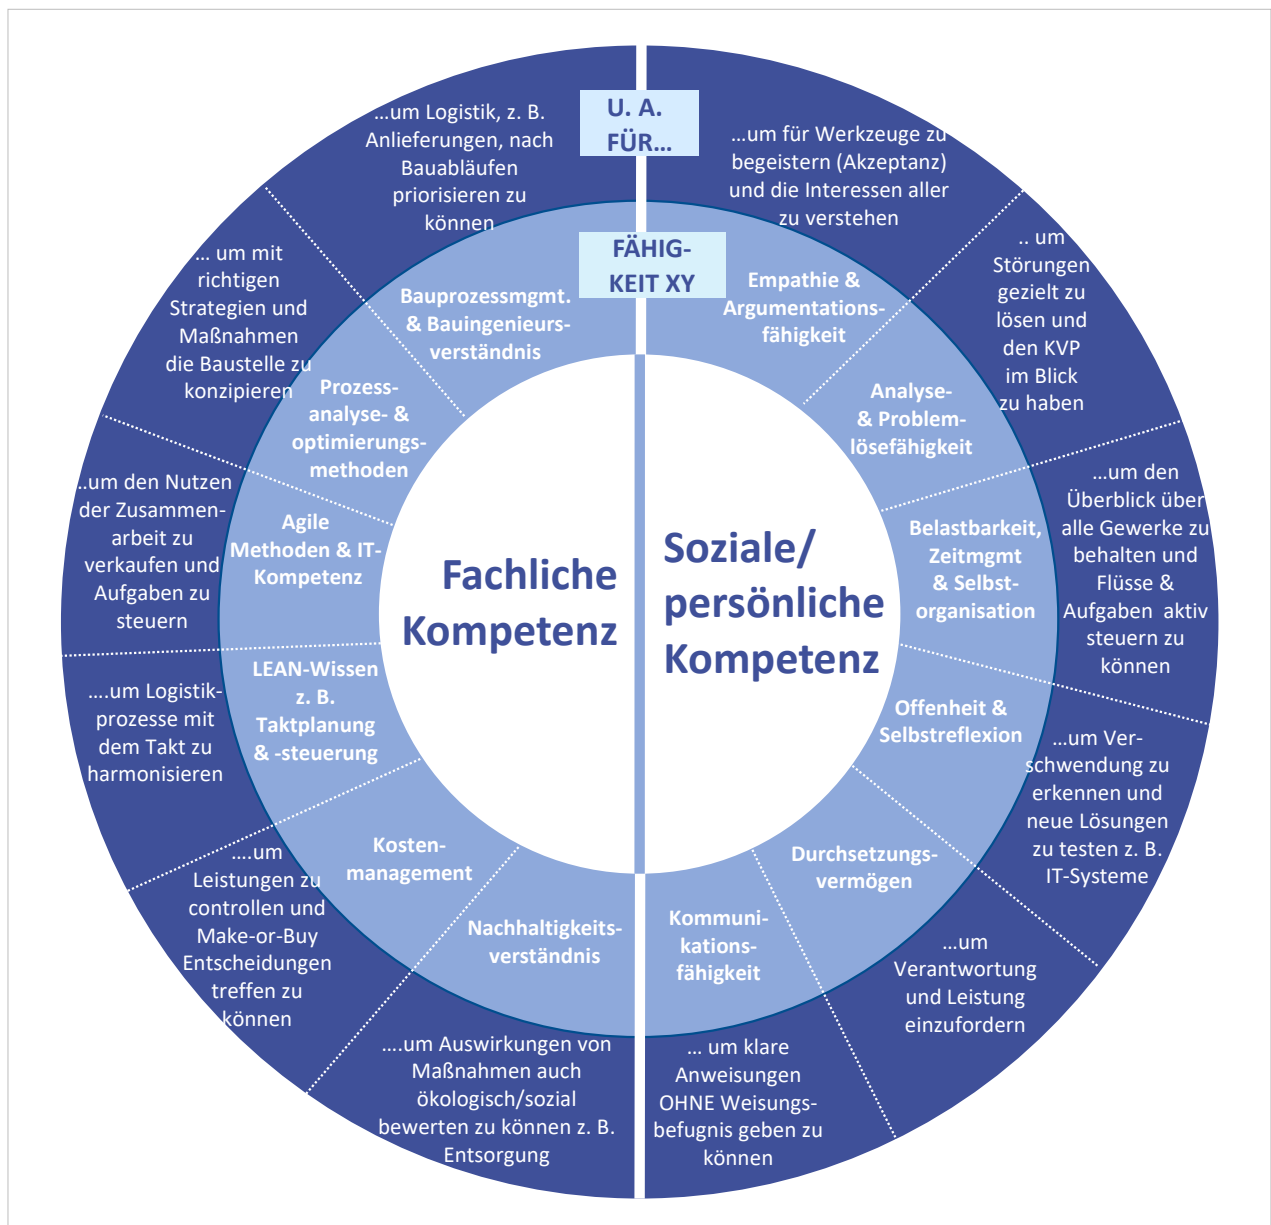 U. A.
FÜR...
FÄHIG-
KEIT XY
Fachliche
Kompetenz
Soziale/
persönliche
Kompetenz
...um Logistik, z. B.
Anlieferungen, nach
Bauabläufen
priorisieren zu
können
Bauprozessmgmt.
& Bauingenieurs-
verständnis
... um mit
richtigen
Strategien und
Maßnahmen
die Baustelle zu
konzipieren
Prozess-
analyse- &
optimierungs-
methoden
..um den Nutzen
der Zusammen-
arbeit zu
verkaufen und
Aufgaben zu
steuern
Agile
Methoden & IT-
Kompetenz
....um Logistik-
prozesse mit
dem Takt zu
harmonisieren
LEAN-Wissen
z. B.
Taktplanung
& -steuerung
....um
Leistungen zu
controllen und
Make-or-Buy
Entscheidungen
treffen zu
können
Kosten-
management
....um Auswirkungen von
Maßnahmen auch
ökologisch/sozial
bewerten zu können z. B.
Entsorgung
Nachhaltigkeits-
verständnis
...um für Werkzeuge zu
begeistern (Akzeptanz)
und die Interessen aller
zu verstehen
Empathie &
Argumentations-
fähigkeit
.. um
Störungen
gezielt zu
lösen und
den KVP
im Blick
zu haben
Analyse-
& Problem-
lösefähigkeit
...um den
Überblick über
alle Gewerke zu
behalten und
Flüsse &
Aufgaben aktiv
steuern zu
können
Belastbarkeit,
Zeitmgmt
& Selbst-
organisation
...um Ver-
schwendung zu
erkennen und
neue Lösungen
zu testen z. B.
IT-Systeme
Offenheit &
Selbstreflexion
...um
Verantwortung
und Leistung
einzufordern
Durchsetzungs-
vermögen
... um klare
Anweisungen
OHNE Weisungs-
befugnis geben zu
können
Kommuni-
kations-
fähigkeit